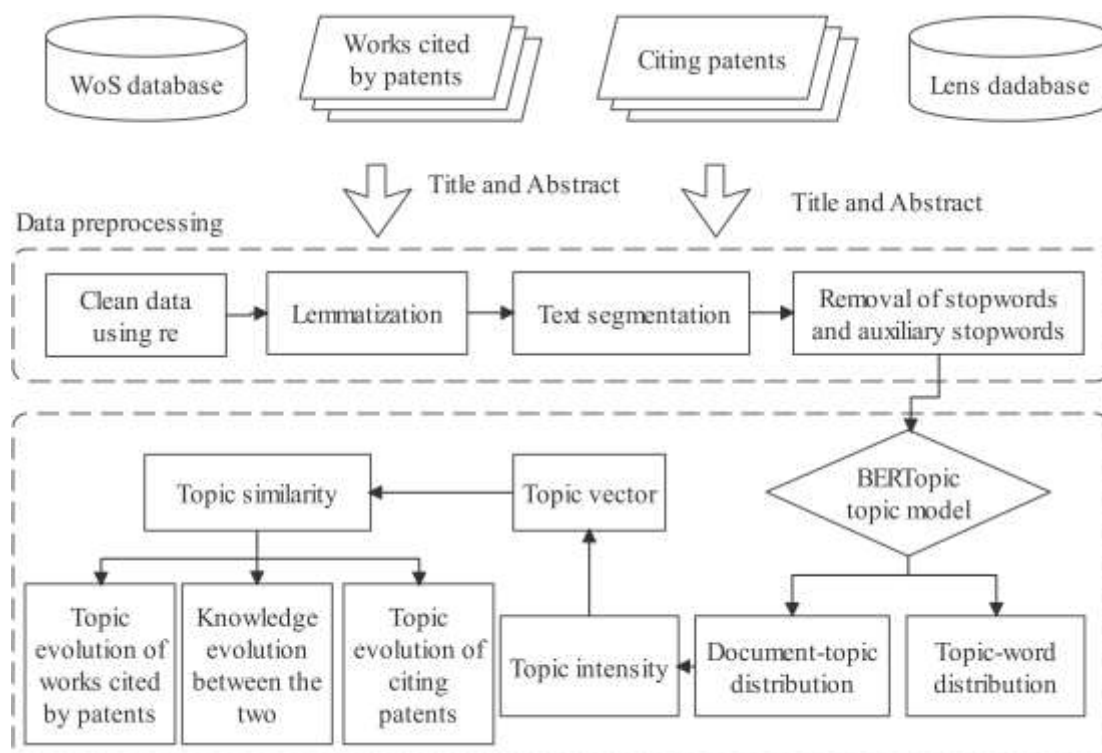 Works cited
by patents
WoS database
Citing patents
Lens dadabase
Title and Abstract
Title and Abstract
Data preprocessing
Clean data
using re
Lemmatization
Text segmentation
Removal of stopwords
and auxiliary stopwords
BERTopic
topic model
Topic similarity
Topic vector
Topic
evolution of
works cited
by patents
Knowledge
evolution
between the
two
Topic
evolution of
citing
patents
Topic intensity
Document-topic
distribution
Topic-word
distribution